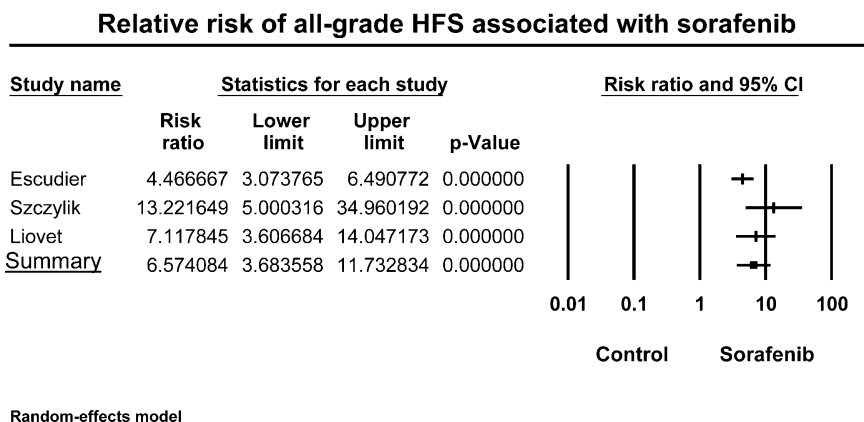 Relative risk of all-grade HFS associated with sorafenib
Study name Statistics for each study Risk ratio and 95% CI
Risk ratio Lower limit Upper limit p-Value
Escudier 4.466667 3.073765 6.490772 0.000000
Szczylik 13.221649 5.000316 34.960192 0.000000
Liovet 7.117845 3.606684 14.047173 0.000000
Summary 6.574084 3.683558 11.732834 0.000000
0.01 0.1 1 10 100
Control Sorafenib
Random-effects model